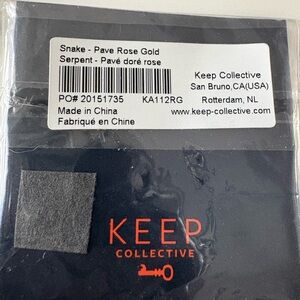 Snake - Pave Rose Gold
Serpent - Pavé doré rose
Keep Collective
San Bruno,CA(USA)
PO# 20151735 KA112RG Rotterdam, NL
Made in China www.keep-collective.com
Fabriqué en Chine
KEEP
COLLECTIVE